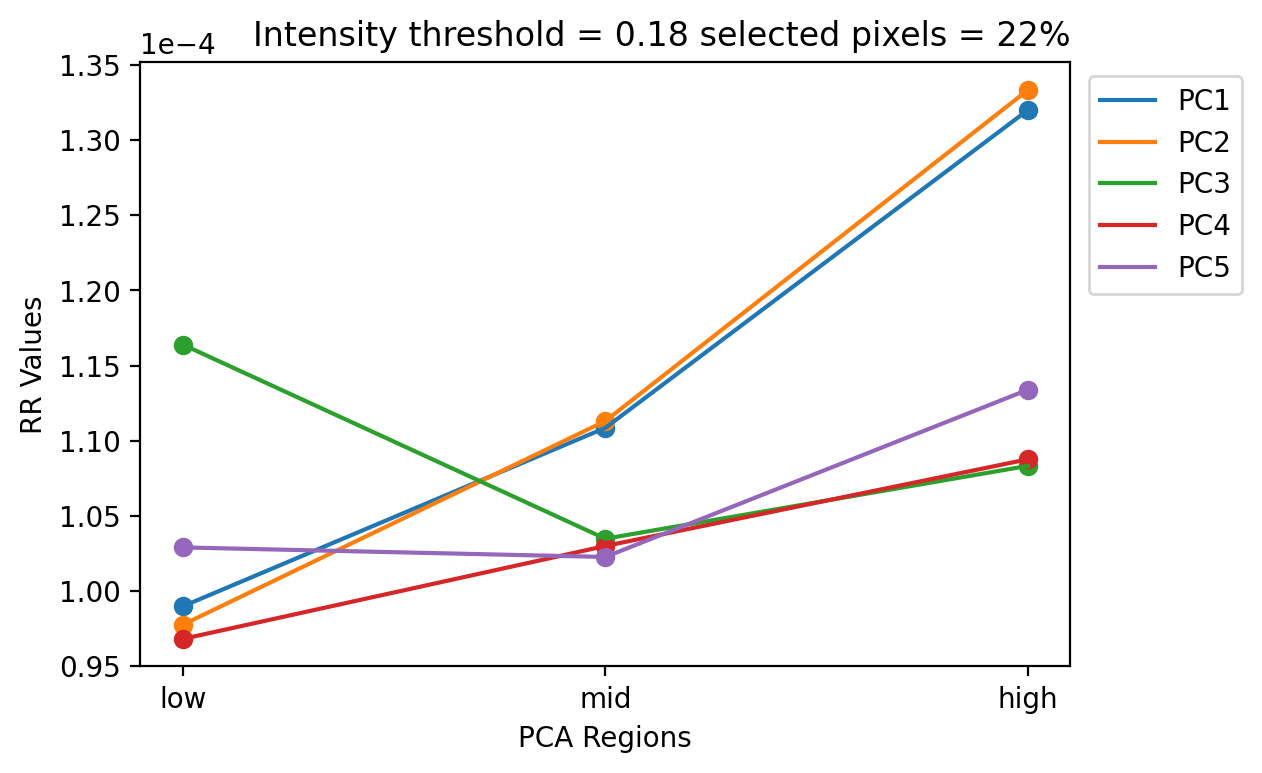 Intensity threshold = 0.18 selected pixels = 22%
1e−4
1.35
1.30
1.25
1.20
1.15
1.10
1.05
1.00
0.95
RR Values
low
mid
high
PCA Regions
PC1
PC2
PC3
PC4
PC5